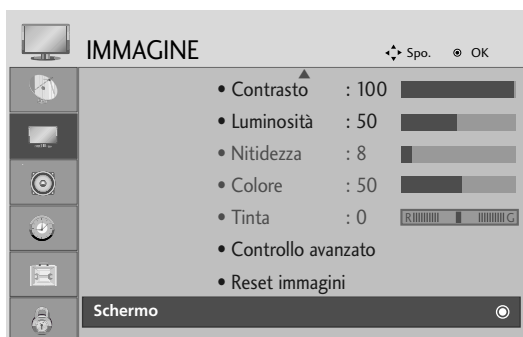 IMMAGINE Spo. OK
• Contrasto : 100
• Luminosità : 50
• Nitidezza : 8
• Colore : 50
• Tinta : 0 R G
• Controllo avanzato
• Reset immagini
Schermo